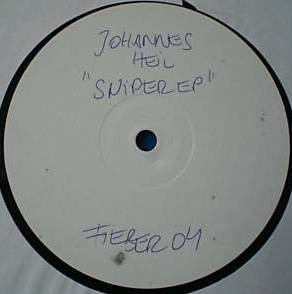 JOHANNES
HEIL
"SNIPER EP"
FIEBER 04